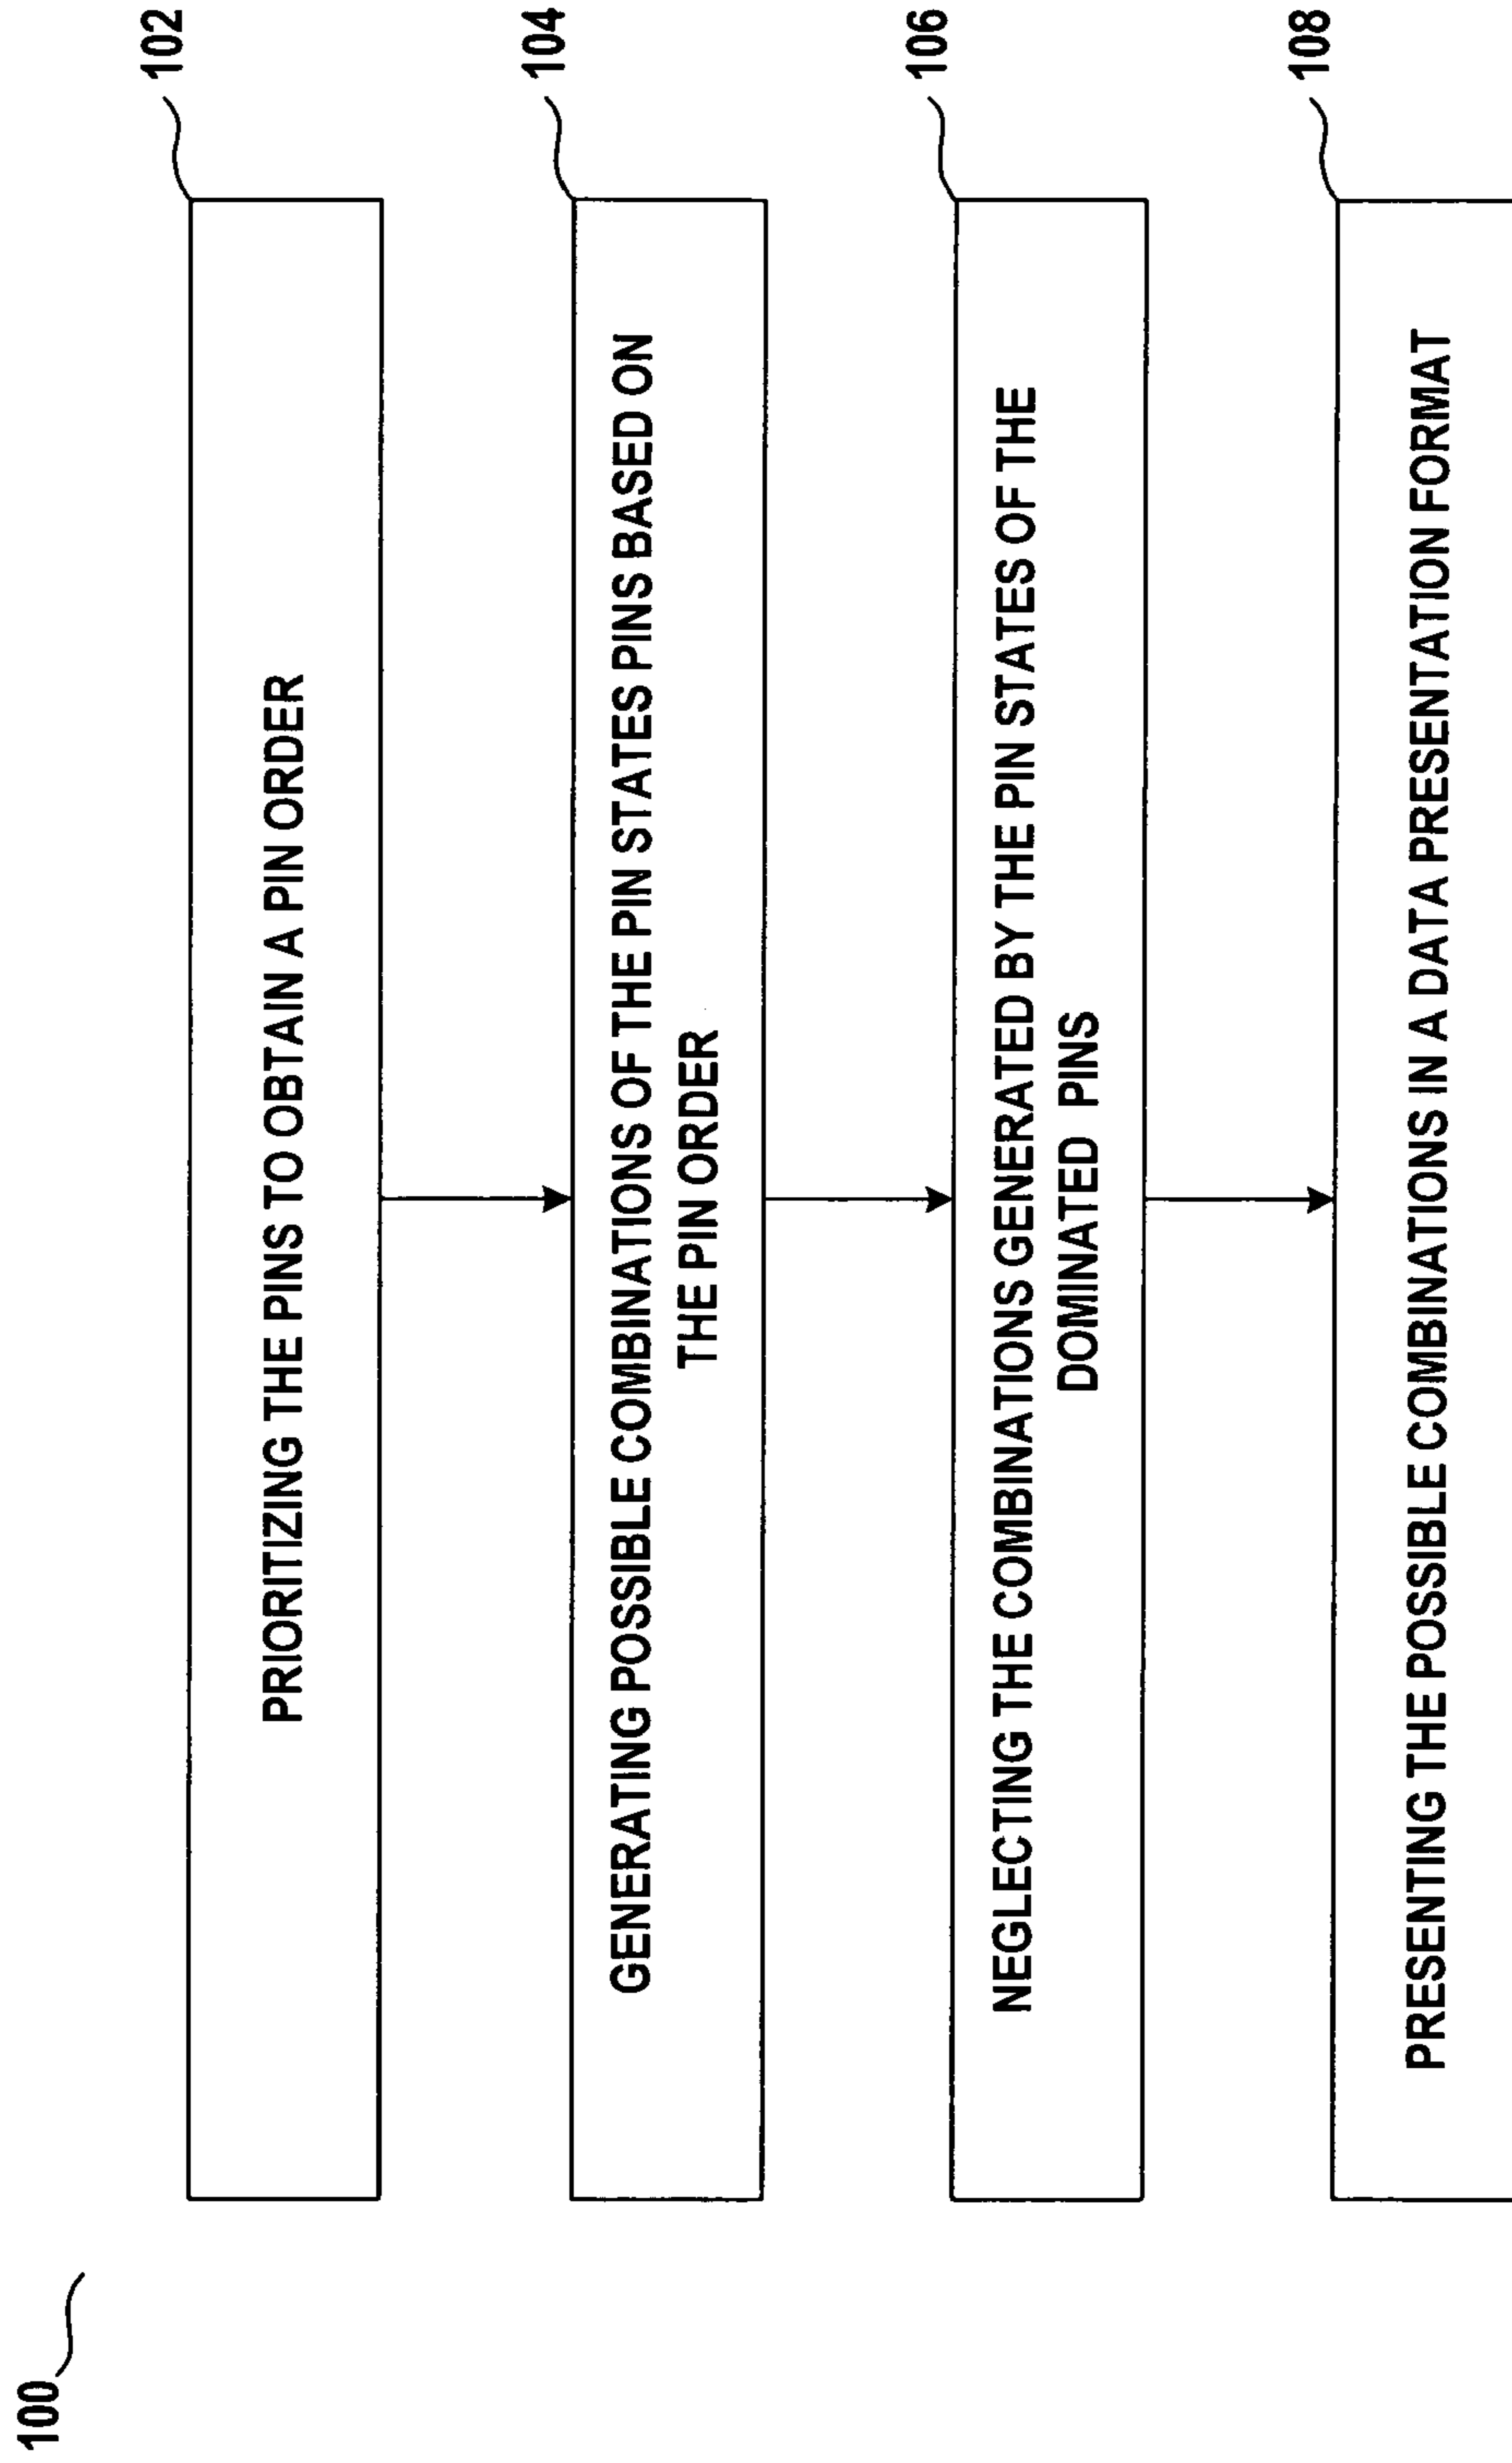 100
102
PRIORITIZING THE PINS TO OBTAIN A PIN ORDER
104
GENERATING POSSIBLE COMBINATIONS OF THE PIN STATES PINS BASED ON
THE PIN ORDER
106
NEGLECTING THE COMBINATIONS GENERATED BY THE PIN STATES OF THE
DOMINATED PINS
108
PRESENTING THE POSSIBLE COMBINATIONS IN A DATA PRESENTATION FORMAT